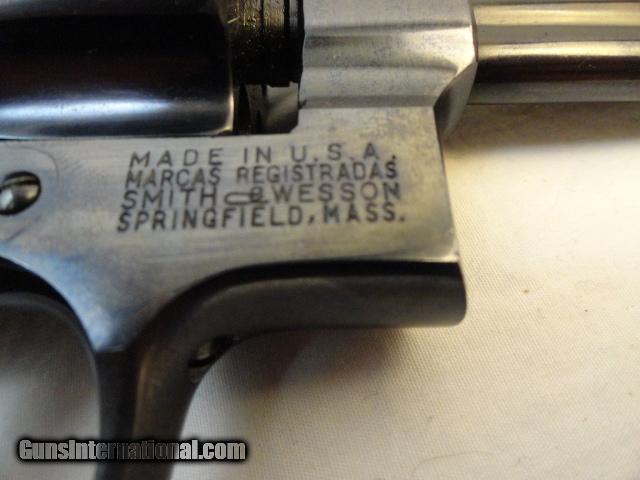 MADE IN U.S.A.
MARCAS REGISTRADAS
SMITH & WESSON
SPRINGFIELD, MASS.
GunsInternational.com